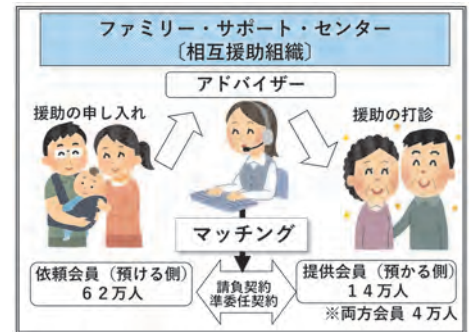 ファミリー・サポート・センター
〔相互援助組織〕
アドバイザー
援助の申し入れ
援助の打診
マッチング
依頼会員（預ける側）
６２万人
請負契約
準委任契約
提供会員（預かる側）
１４万人
※両方会員 ４万人